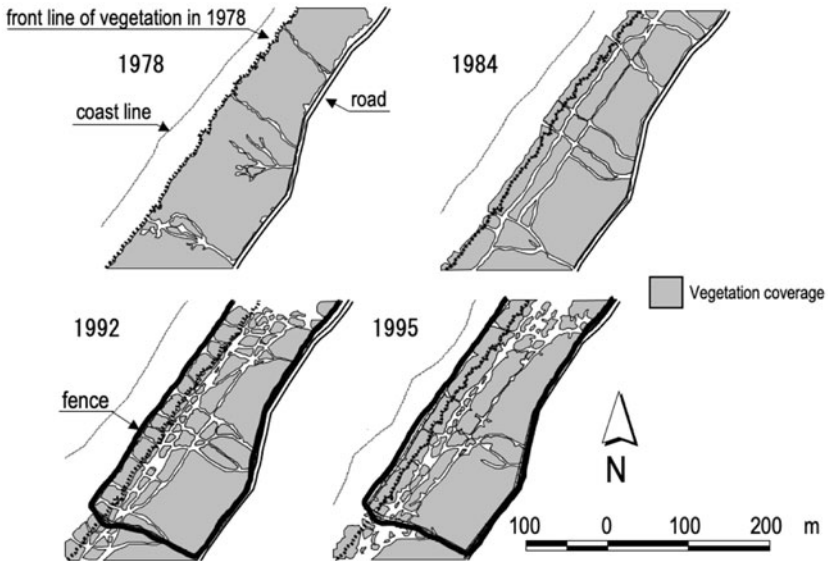 front line of vegetation in 1978
1978
1984
coast line
road
Vegetation coverage
1992
1995
fence
N
100 0 100 200 m